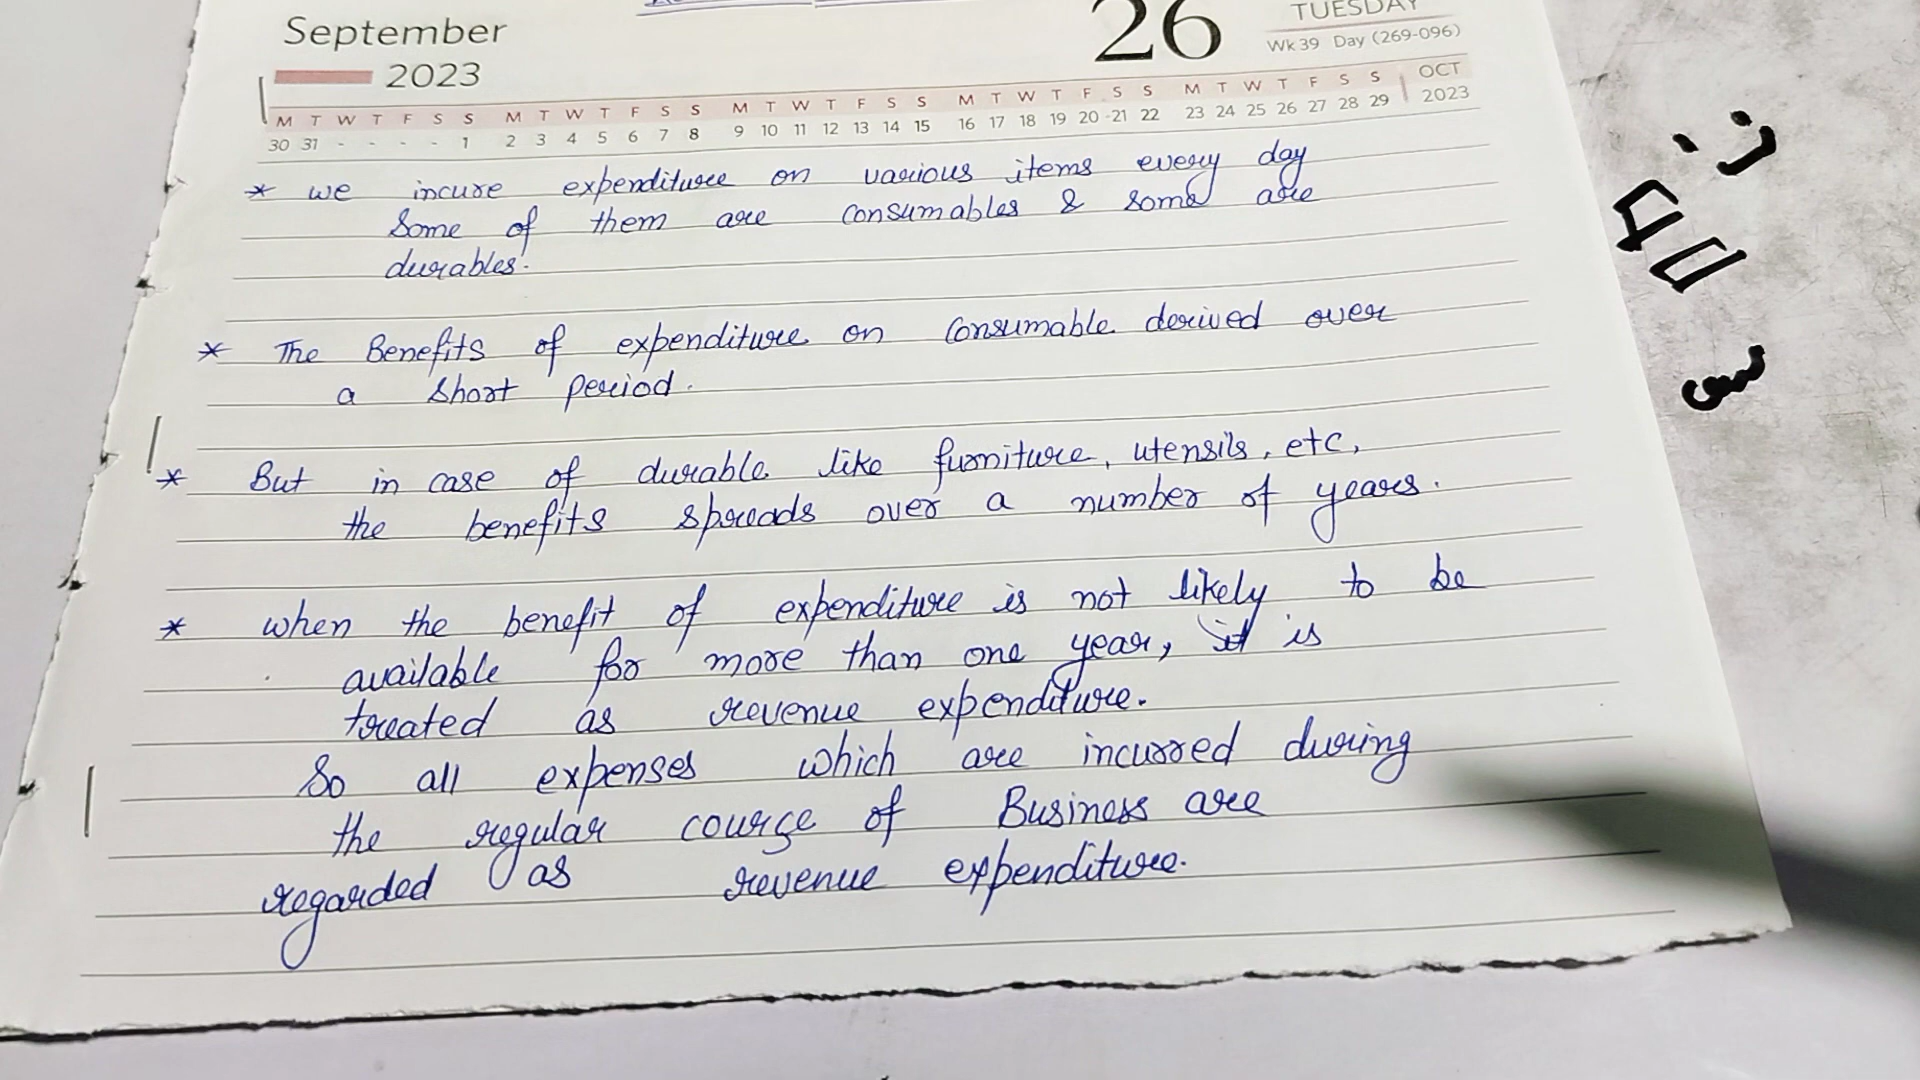 September
2023
26
TUESDAY
Wk 39 Day (269-096)
M T W T F S S M T W T F S S M T W T F S S M T W T F S S M T W T F S S OCT
30 31 - - - - 1 2 3 4 5 6 7 8 9 10 11 12 13 14 15 16 17 18 19 20 21 22 23 24 25 26 27 28 29 2023
* we incure expenditure on various items every day
Some of them are consumables & some are
durables.
* The Benefits of expenditure on Consumable derived over
a short period.
* But in case of durable like furniture, utensils, etc,
the benefits spreads over a number of years.
* when the benefit of expenditure is not likely to be
available for more than one year, it is
treated as revenue expenditure.
So all expenses which are incurred during
the regular course of Business are
regarded as revenue expenditure.